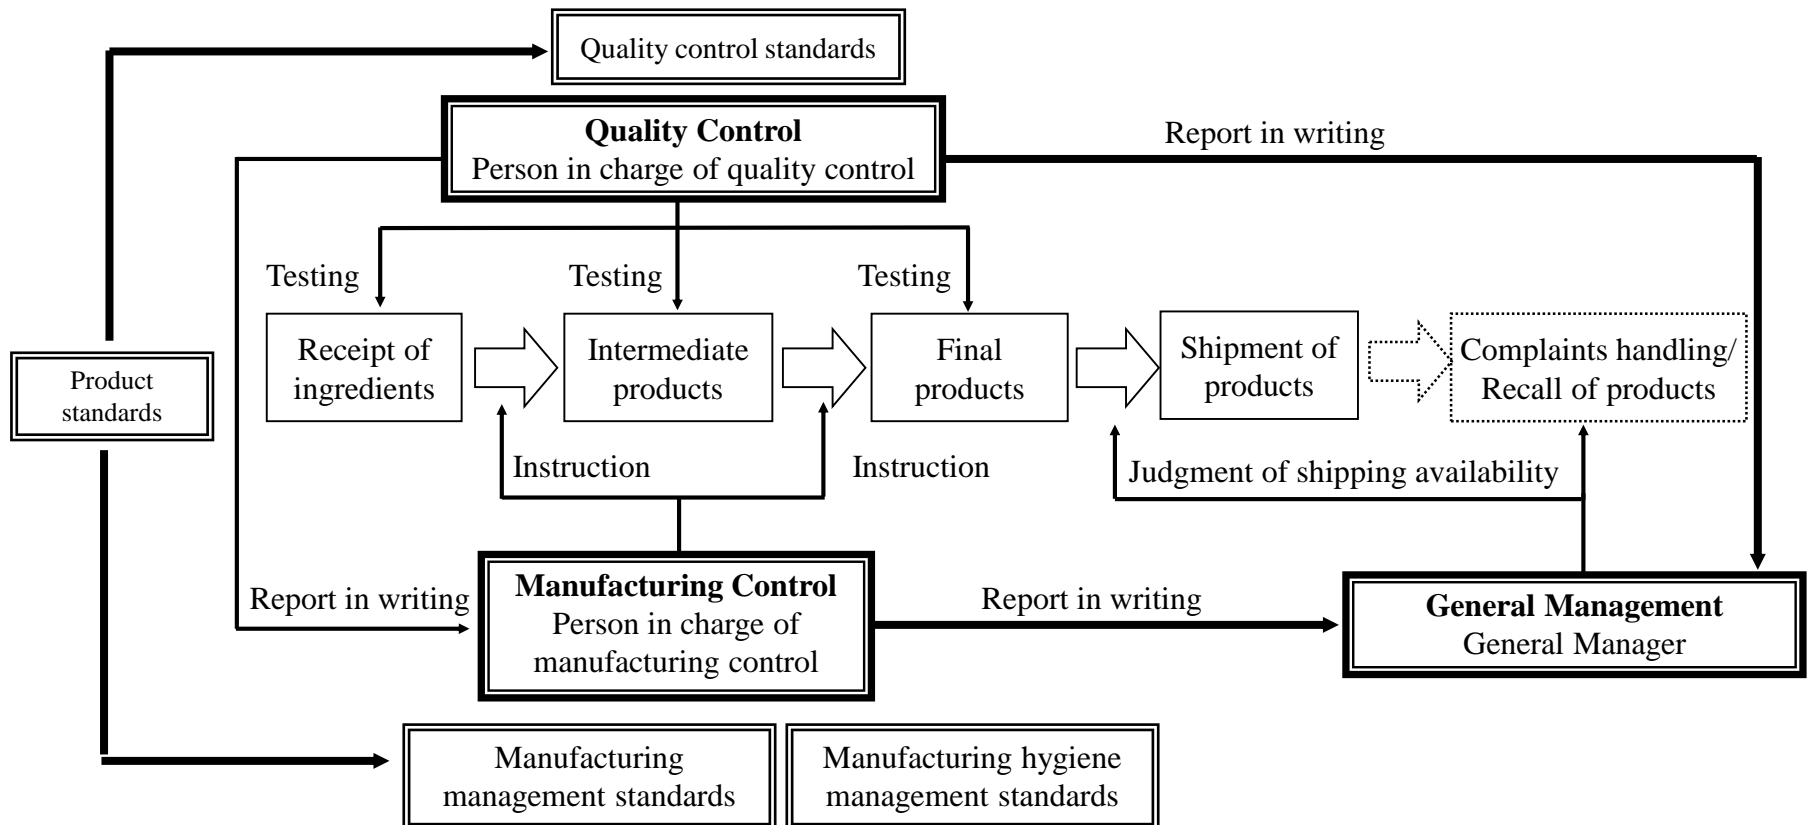 Quality control standards
Quality Control
Person in charge of quality control
Report in writing
Testing
Testing
Testing
Receipt of
ingredients
Intermediate
products
Final
products
Shipment of
products
Complaints handling/
Recall of products
Product
standards
Instruction
Instruction
Judgment of shipping availability
Report in writing
Manufacturing Control
Person in charge of
manufacturing control
Report in writing
General Management
General Manager
Manufacturing
management standards
Manufacturing hygiene
management standards